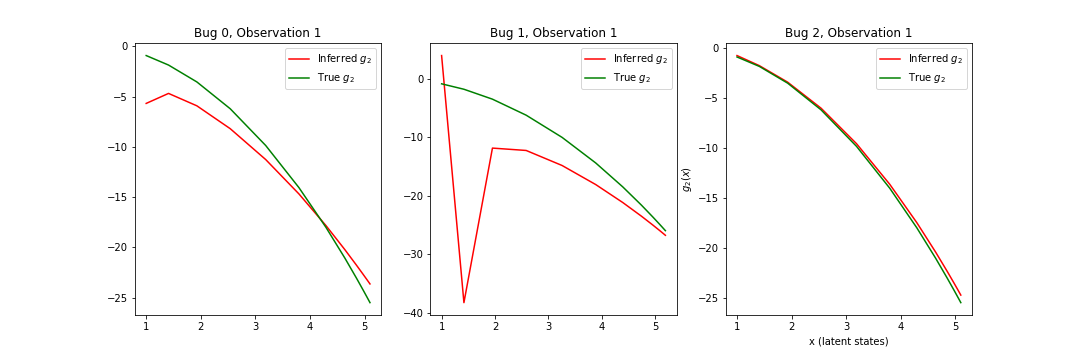 Bug 0, Observation 1
Inferred g₂
True g₂
0
−5
−10
−15
−20
−25
1 2 3 4 5
Bug 1, Observation 1
Inferred g₂
True g₂
0
−10
−20
−30
−40
1 2 3 4 5
Bug 2, Observation 1
Inferred g₂
True g₂
g₂(x)
0
−5
−10
−15
−20
−25
1 2 3 4 5
x (latent states)